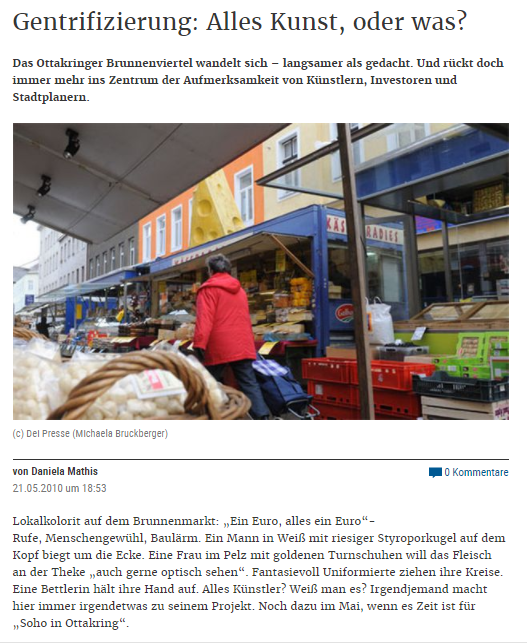 Gentrifizierung: Alles Kunst, oder was?
Das Ottakringer Brunnenviertel wandelt sich – langsamer als gedacht. Und rückt doch
immer mehr ins Zentrum der Aufmerksamkeit von Künstlern, Investoren und
Stadtplanern.
KÄS
RADIES
(c) Dei Presse (Michaela Bruckberger)
von Daniela Mathis
0 Kommentare
21.05.2010 um 18:53
Lokalkolorit auf dem Brunnenmarkt: „Ein Euro, alles ein Euro“-
Rufe, Menschengewühl, Baulärm. Ein Mann in Weiß mit riesiger Styroporkugel auf dem
Kopf biegt um die Ecke. Eine Frau im Pelz mit goldenen Turnschuhen will das Fleisch
an der Theke „auch gerne optisch sehen“. Fantasievoll Uniformierte ziehen ihre Kreise.
Eine Bettlerin hält ihre Hand auf. Alles Künstler? Weiß man es? Irgendjemand macht
hier immer irgendetwas zu seinem Projekt. Noch dazu im Mai, wenn es Zeit ist für
„Soho in Ottakring“.